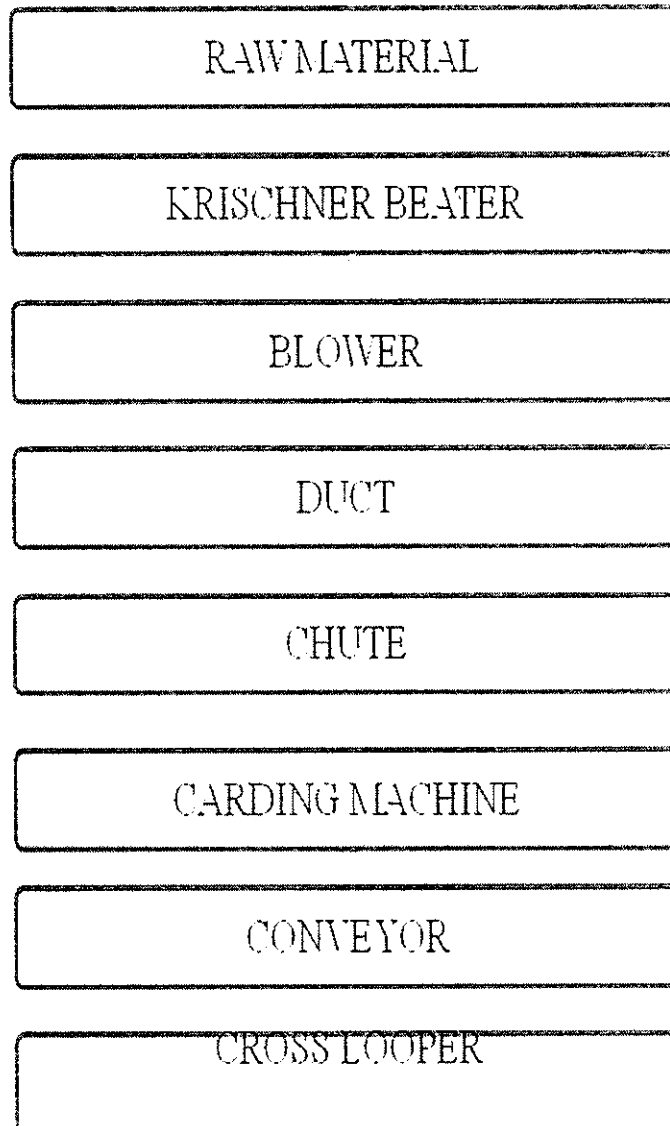 RAW MATERIAL
KRISCHNER BEATER
BLOWER
DUCT
CHUTE
CARDING MACHINE
CONVEYOR
CROSS LOOPER